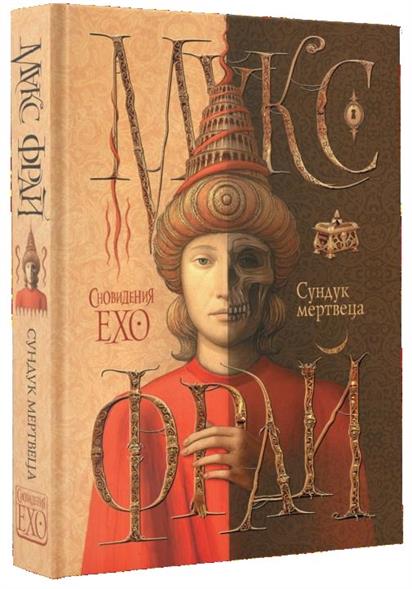 МАКС
Сновидения
ЕХО
Сундук
мертвеца
ФРАЙ
МАКС ФРАЙ
СУНДУК МЕРТВЕЦА
Сновидения
ЕХО